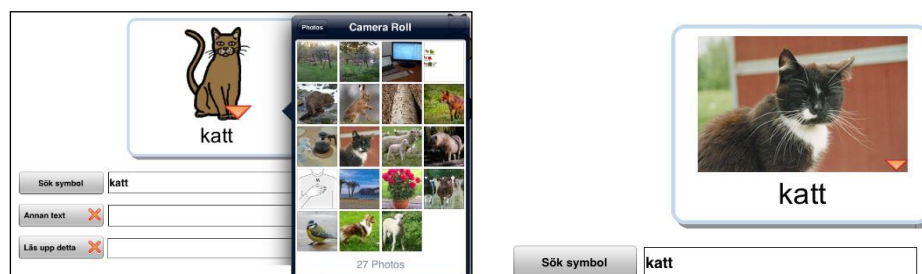 Photos
Camera Roll
katt
Sök symbol
katt
Annan text
Läs upp detta
27 Photos
katt
Sök symbol
katt